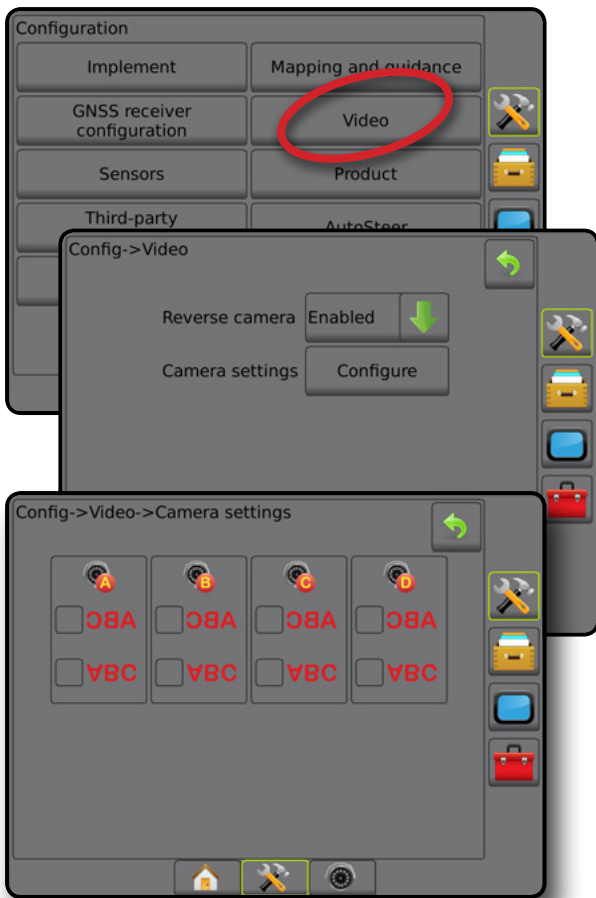 Configuration
Implement
Mapping and guidance
GNSS receiver
configuration
Video
Sensors
Product
Third-party
AutoSteer
Config->Video
Reverse camera Enabled
Camera settings Configure
Config->Video->Camera settings
A B C D
ABC ABC ABC ABC
ABC ABC ABC ABC